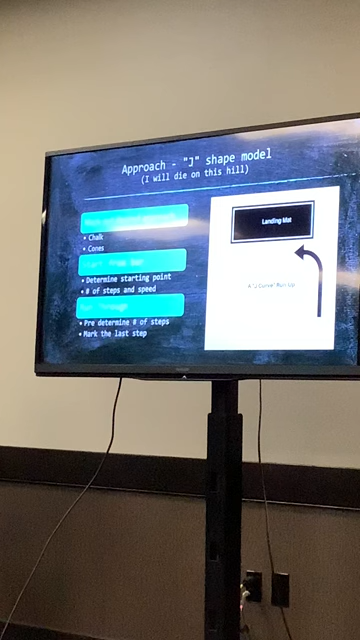 Approach - "J" shape model
(I will die on this hill)
• Chalk
• Cones
• Determine starting point
• # of steps and speed
• Pre determine # of steps
• Mark the last step
Landing Mat
A "J Curve" Run-Up